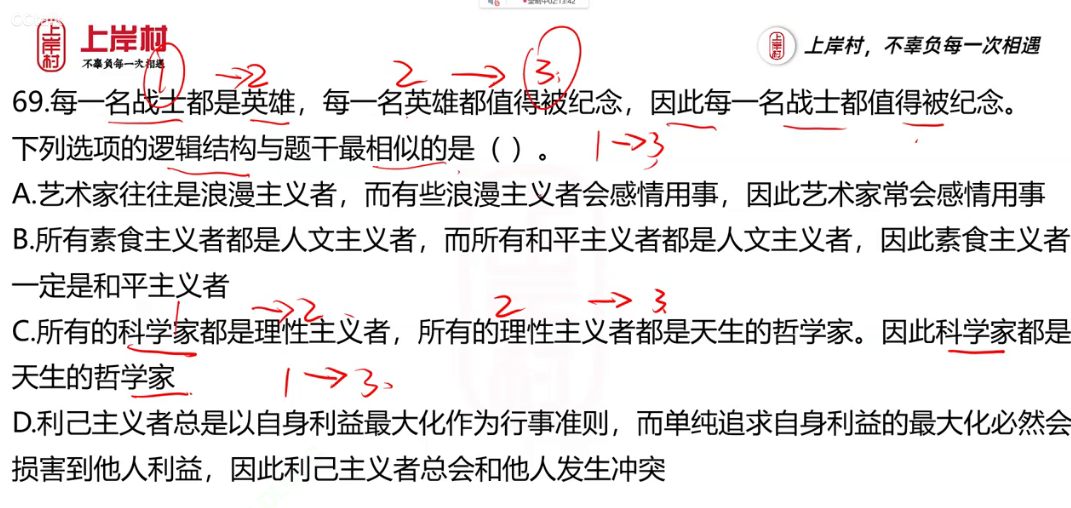 上岸村
上岸村
不辜负每一次相遇
上岸村
上岸村，不辜负每一次相遇
1 →2 2 → 3
69.每一名战士都是英雄，每一名英雄都值得被纪念，因此每一名战士都值得被纪念。
下列选项的逻辑结构与题干最相似的是（ ）。 1→3
A.艺术家往往是浪漫主义者，而有些浪漫主义者会感情用事，因此艺术家常会感情用事
B.所有素食主义者都是人文主义者，而所有和平主义者都是人文主义者，因此素食主义者
一定是和平主义者
1 →2 2 → 3
C.所有的科学家都是理性主义者，所有的理性主义者都是天生的哲学家。因此科学家都是
天生的哲学家 1→3
D.利己主义者总是以自身利益最大化作为行事准则，而单纯追求自身利益的最大化必然会
损害到他人利益，因此利己主义者总会和他人发生冲突